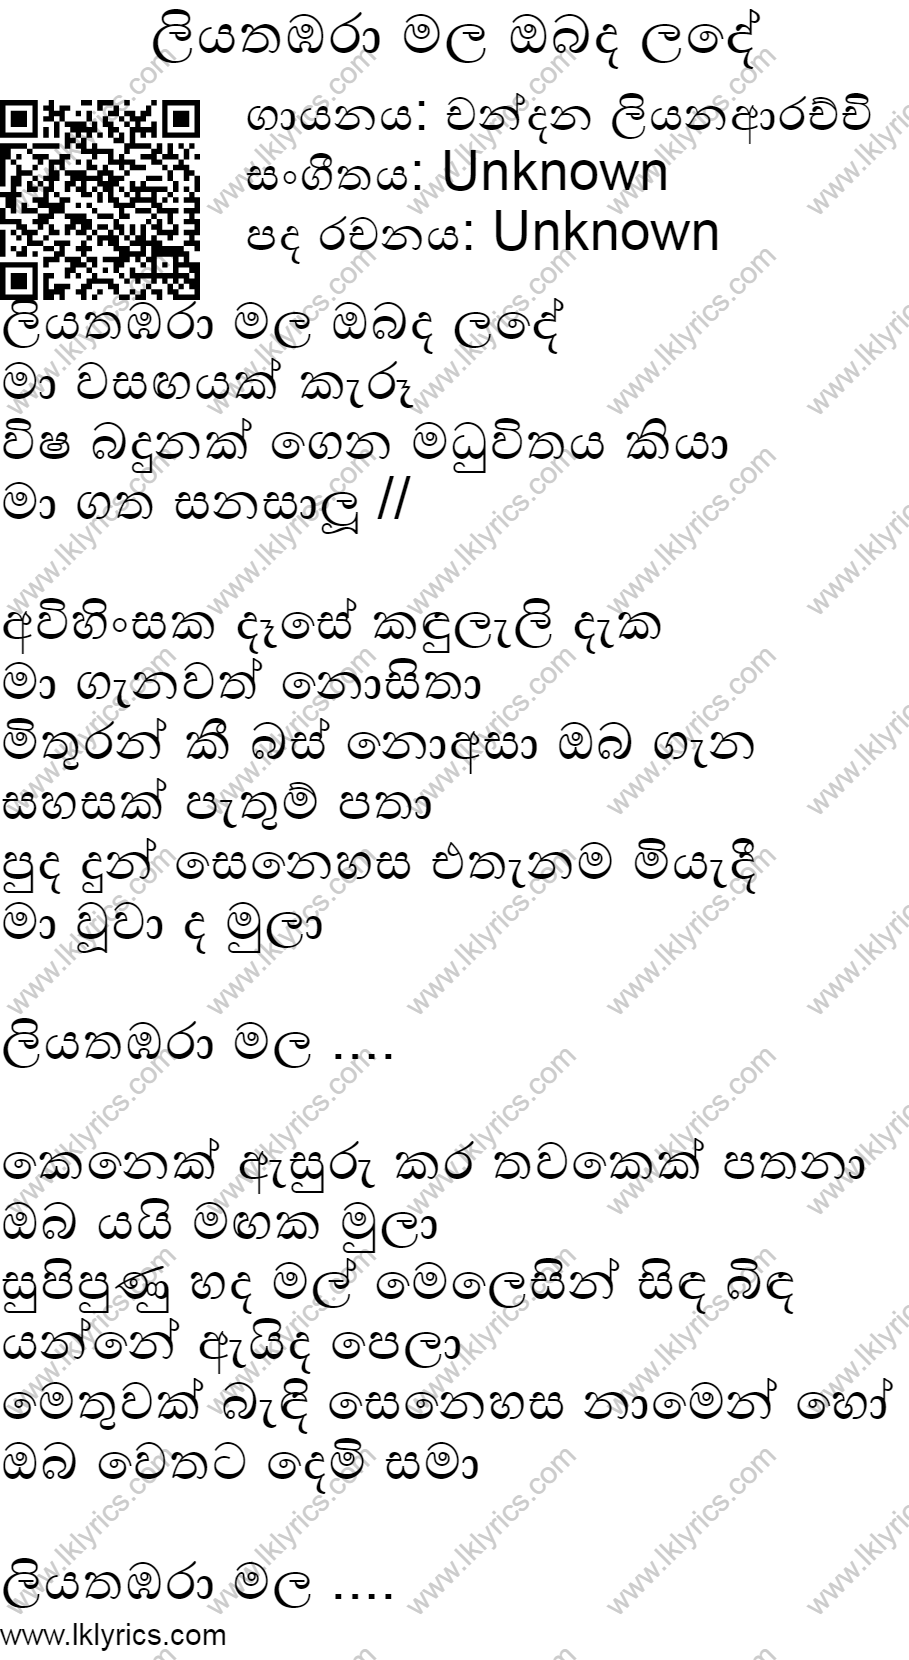 ලියතඹරා මල ඔබද ලදේ
ගායනය: චන්දන ලියනආරච්චි
සංගීතය: Unknown
පද රචනය: Unknown
ලියතඹරා මල ඔබද ලදේ
මා වසඟයක් කැරූ
විෂ බදුනක් ගෙන මධුවිතය කියා
මා ගත සනසාලූ //
අවිහිංසක දෑසේ කඳුලැලි දැක
මා ගැනවත් නොසිතා
මිතුරන් කී බස් නොඅසා ඔබ ගැන
සහසක් පැතුම් පතා
පුද දුන් සෙනෙහස එතැනම මියැදී
මා වූවා ද මුලා
ලියතඹරා මල ....
කෙනෙක් ඇසුරු කර තවකෙක් පතනා
ඔබ යයි මඟක මුලා
සුපිපුණු හද මල් මෙලෙසින් සිඳ බිඳ
යන්නේ ඇයිද පෙලා
මෙතුවක් බැඳි සෙනෙහස නාමෙන් හෝ
ඔබ වෙතට දෙමි සමා
ලියතඹරා මල ....
www.lklyrics.com